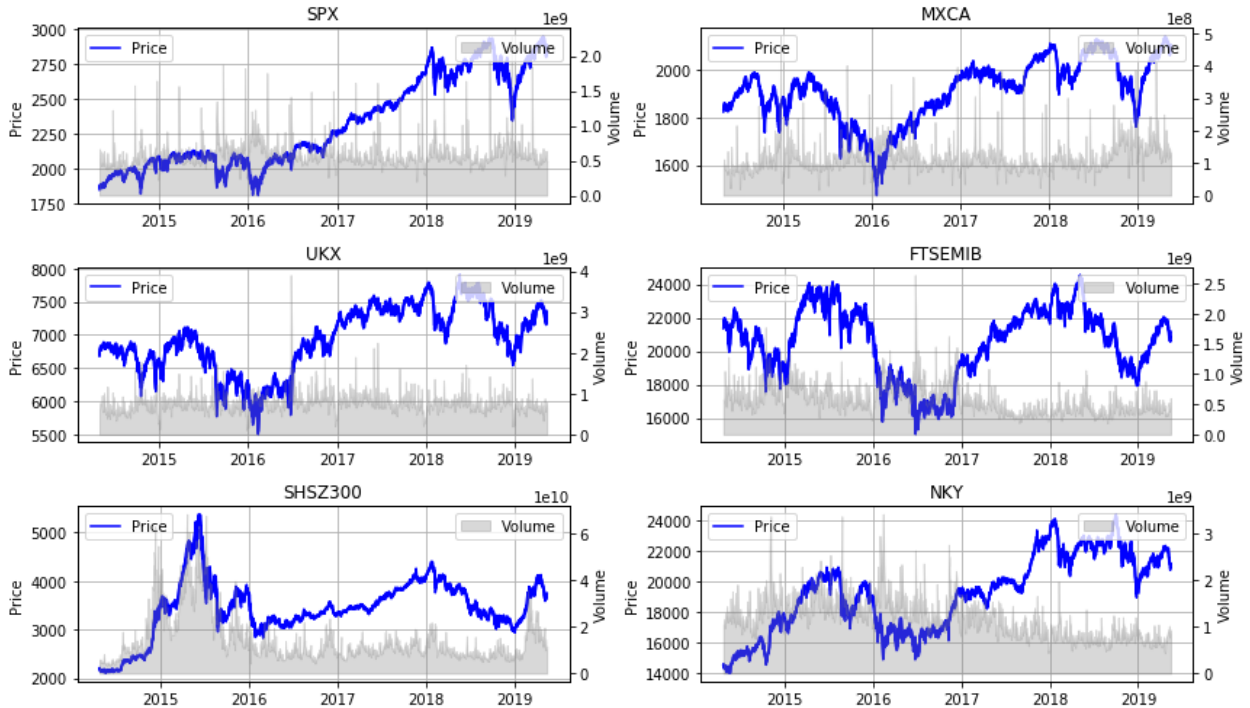 SPX
1e9
3000
2750
2500
2250
2000
1750
Price
Price
Volume
2.0
1.5
1.0
0.5
0.0
Volume
2015 2016 2017 2018 2019
MXCA
1e8
2000
1800
1600
Price
Price
Volume
5
4
3
2
1
0
Volume
2015 2016 2017 2018 2019
UKX
1e9
8000
7500
7000
6500
6000
5500
Price
Price
Volume
4
3
2
1
0
Volume
2015 2016 2017 2018 2019
FTSEMIB
1e9
24000
22000
20000
18000
16000
Price
Price
Volume
2.5
2.0
1.5
1.0
0.5
0.0
Volume
2015 2016 2017 2018 2019
SHSZ300
1e10
5000
4000
3000
2000
Price
Price
Volume
6
4
2
0
Volume
2015 2016 2017 2018 2019
NKY
1e9
24000
22000
20000
18000
16000
14000
Price
Price
Volume
3
2
1
0
Volume
2015 2016 2017 2018 2019